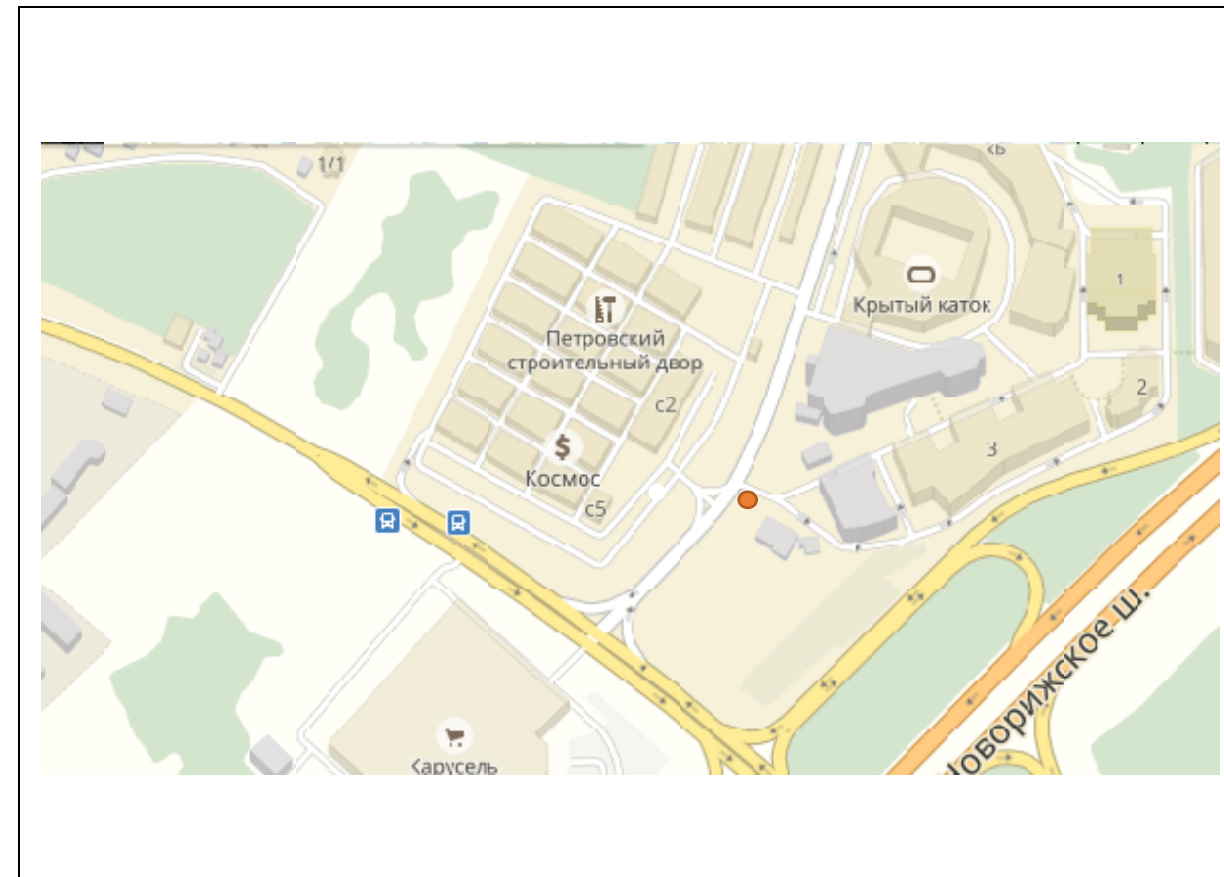 1/1
Крытый каток
1
Петровский
строительный двор
с2
2
3
$
Космос
с5
Новорижское ш.
Карусель